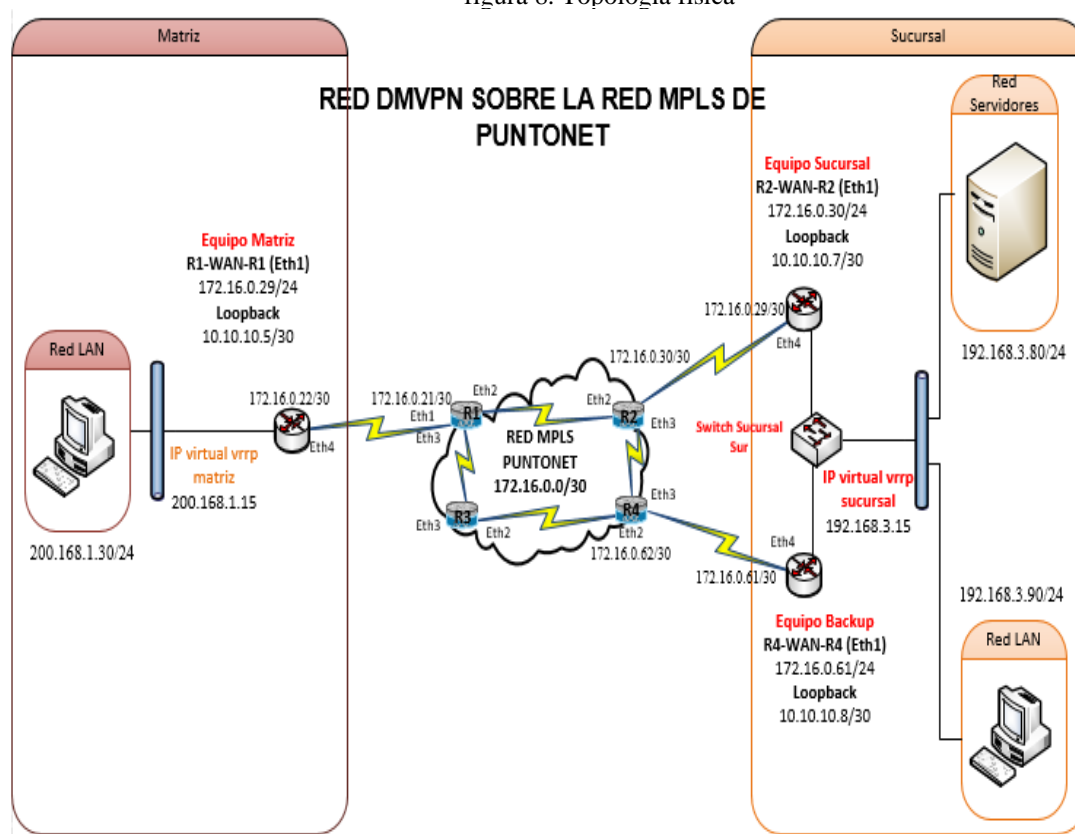 figura 8. Topología física
Matriz
Sucursal
RED DMVPN SOBRE LA RED MPLS DE
PUNTONET
Red
Servidores
Equipo Sucursal
R2-WAN-R2 (Eth1)
172.16.0.30/24
Loopback
10.10.10.7/30
Equipo Matriz
R1-WAN-R1 (Eth1)
172.16.0.29/24
Loopback
10.10.10.5/30
172.16.0.29/30
Eth4
192.168.3.80/24
Red LAN
172.16.0.30/30
172.16.0.22/30
Eth4
172.16.0.21/30
Eth1
Eth3
R1
Eth2
Eth2
R2
Eth3
RED MPLS
PUNTONET
172.16.0.0/30
Switch Sucursal
Sur
IP virtual vrrp
matriz
200.168.1.15
IP virtual vrrp
sucursal
192.168.3.15
R3
Eth3
Eth2
Eth3
R4
Eth2
172.16.0.62/30
Eth4
172.16.0.61/30
200.168.1.30/24
192.168.3.90/24
Equipo Backup
R4-WAN-R4 (Eth1)
172.16.0.61/24
Loopback
10.10.10.8/30
Red LAN